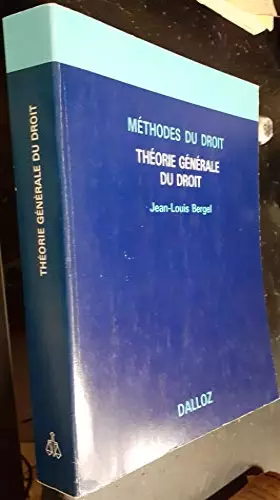 THÉORIE GÉNÉRALE DU DROIT
MÉTHODES DU DROIT
THÉORIE GÉNÉRALE
DU DROIT
Jean-Louis Bergel
DALLOZ